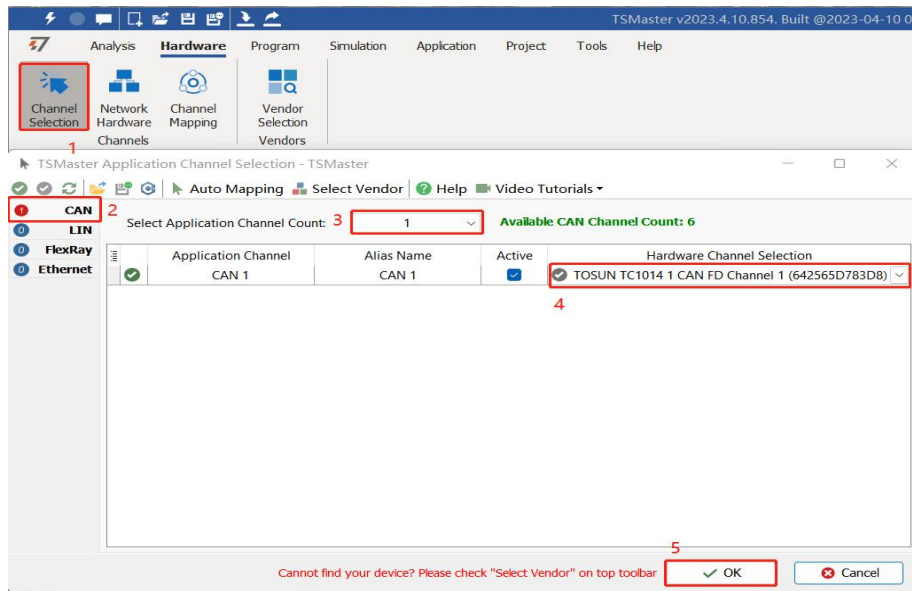 TSMaster v2023.4.10.854. Built @2023-04-10 0
Analysis Hardware Program Simulation Application Project Tools Help
Channel Selection
Network Hardware
Channel Mapping
Vendor Selection
Channels
Vendors
1
TSMaster Application Channel Selection - TSMaster
Auto Mapping Select Vendor Help Video Tutorials
1 CAN
2
0 LIN
0 FlexRay
0 Ethernet
Select Application Channel Count: 3 1 Available CAN Channel Count: 6
Application Channel Alias Name Active Hardware Channel Selection
CAN 1 CAN 1 TOSUN TC1014 1 CAN FD Channel 1 (642565D783D8)
4
5
Cannot find your device? Please check "Select Vendor" on top toolbar OK Cancel